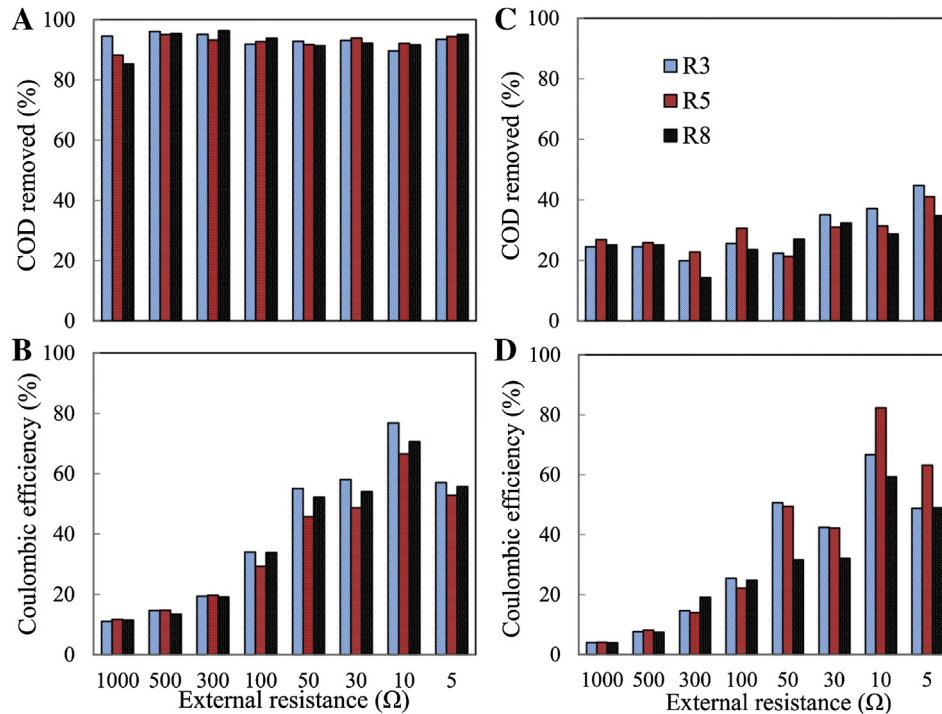 A
COD removed (%)
100
80
60
40
20
0
B
Coulombic efficiency (%)
100
80
60
40
20
0
1000 500 300 100 50 30 10 5
External resistance (Ω)
C
COD removed (%)
100
80
60
40
20
0
R3
R5
R8
D
Coulombic efficiency (%)
100
80
60
40
20
0
1000 500 300 100 50 30 10 5
External resistance (Ω)